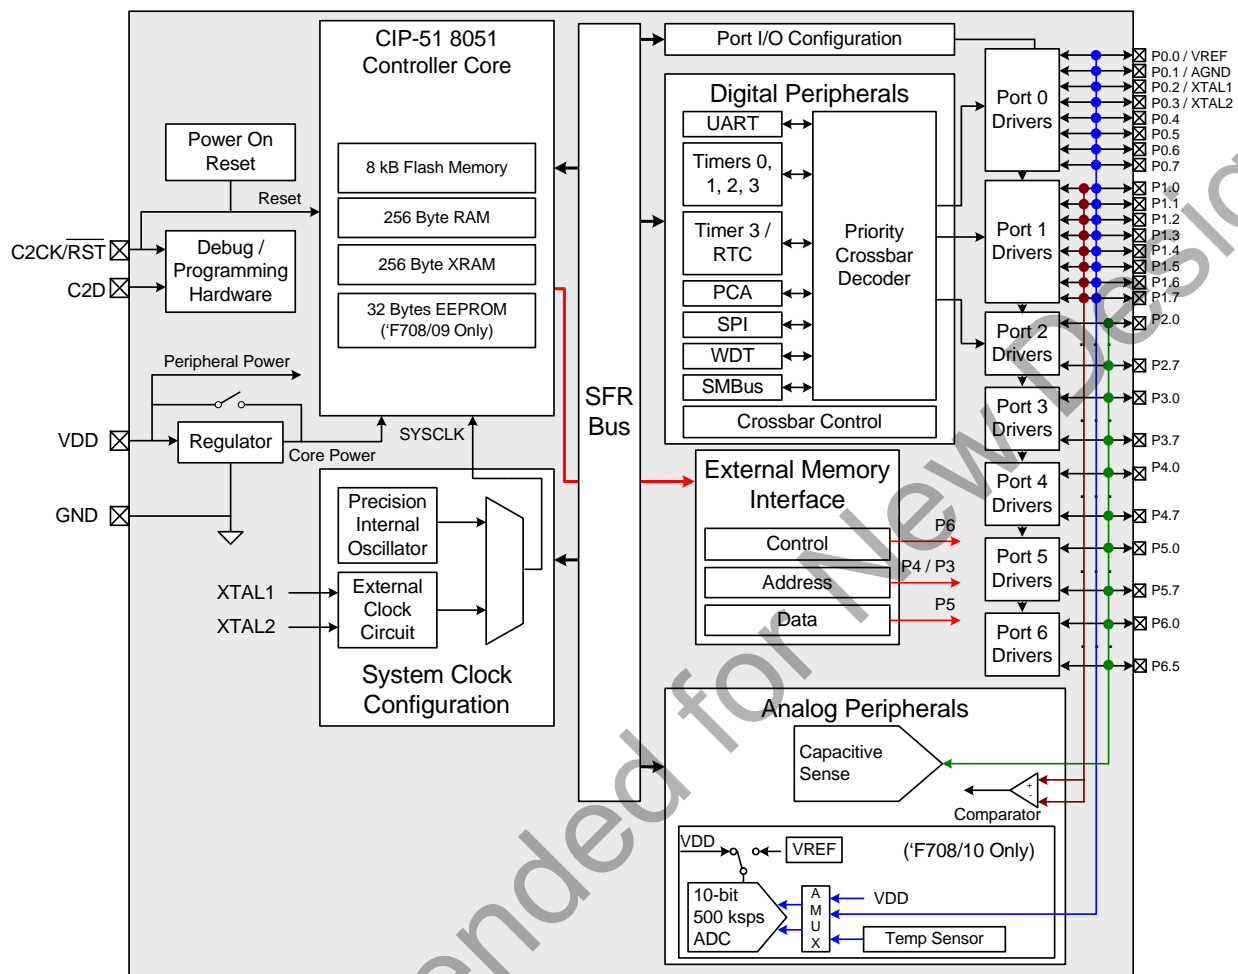 CIP-51 8051
Controller Core
8 kB Flash Memory
256 Byte RAM
256 Byte XRAM
32 Bytes EEPROM
(‘F708/09 Only)
Power On
Reset
Reset
Debug /
Programming
Hardware
C2CK/RST
C2D
Peripheral Power
VDD
Regulator
Core Power
GND
SYSCLK
Precision
Internal
Oscillator
XTAL1
XTAL2
External
Clock
Circuit
System Clock
Configuration
SFR
Bus
Port I/O Configuration
Digital Peripherals
UART
Timers 0,
1, 2, 3
Timer 3 /
RTC
PCA
SPI
WDT
SMBus
Priority
Crossbar
Decoder
Crossbar Control
External Memory
Interface
Control
Address
Data
P6
P4 / P3
P5
Port 0
Drivers
Port 1
Drivers
Port 2
Drivers
Port 3
Drivers
Port 4
Drivers
Port 5
Drivers
Port 6
Drivers
P0.0 / VREF
P0.1 / AGND
P0.2 / XTAL1
P0.3 / XTAL2
P0.4
P0.5
P0.6
P0.7
P1.0
P1.1
P1.2
P1.3
P1.4
P1.5
P1.6
P1.7
P2.0
P2.7
P3.0
P3.7
P4.0
P4.7
P5.0
P5.7
P6.0
P6.5
Analog Peripherals
Capacitive
Sense
+
-
Comparator
VDD
VREF
(‘F708/10 Only)
10-bit
500 ksps
ADC
A
M
U
X
VDD
Temp Sensor
for New